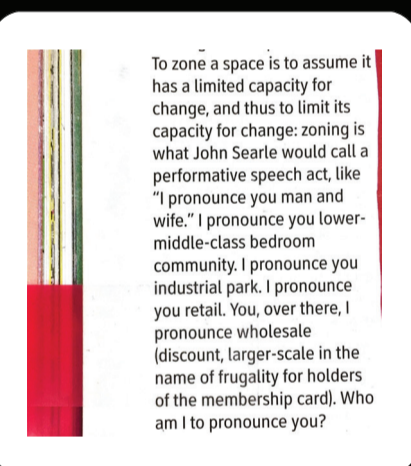 To zone a space is to assume it
has a limited capacity for
change, and thus to limit its
capacity for change: zoning is
what John Searle would call a
performative speech act, like
“I pronounce you man and
wife.” I pronounce you lower-
middle-class bedroom
community. I pronounce you
industrial park. I pronounce
you retail. You, over there, I
pronounce wholesale
(discount, larger-scale in the
name of frugality for holders
of the membership card). Who
am I to pronounce you?